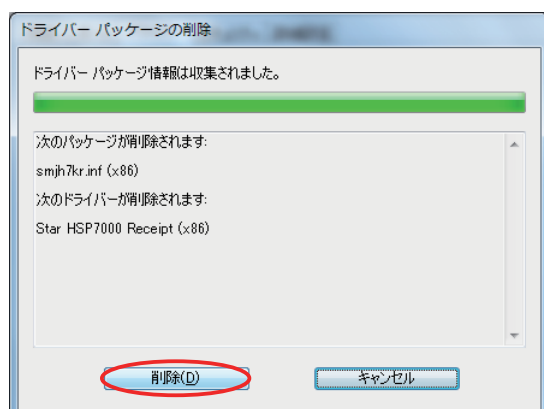 ドライバー パッケージの削除
ドライバー パッケージ情報は収集されました。
次のパッケージが削除されます:
smjh7kr.inf (x86)
次のドライバーが削除されます:
Star HSP7000 Receipt (x86)
削除(D)
キャンセル